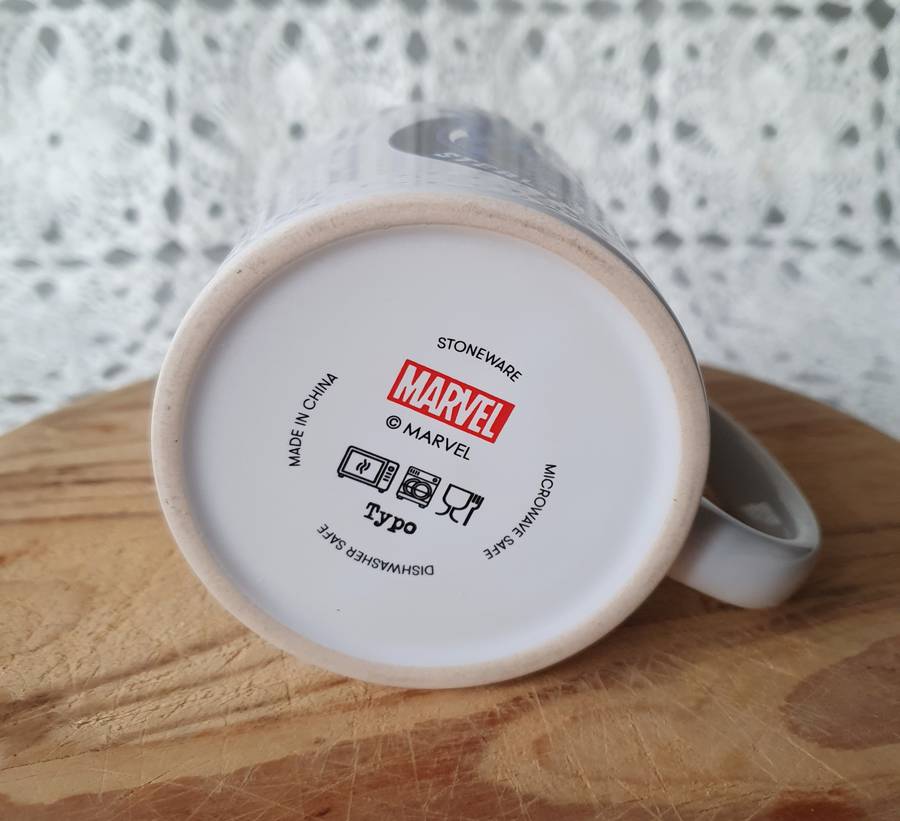 STONEWARE
MARVEL
© MARVEL
Typo
MADE IN CHINA
MICROWAVE SAFE
DISHWASHER SAFE